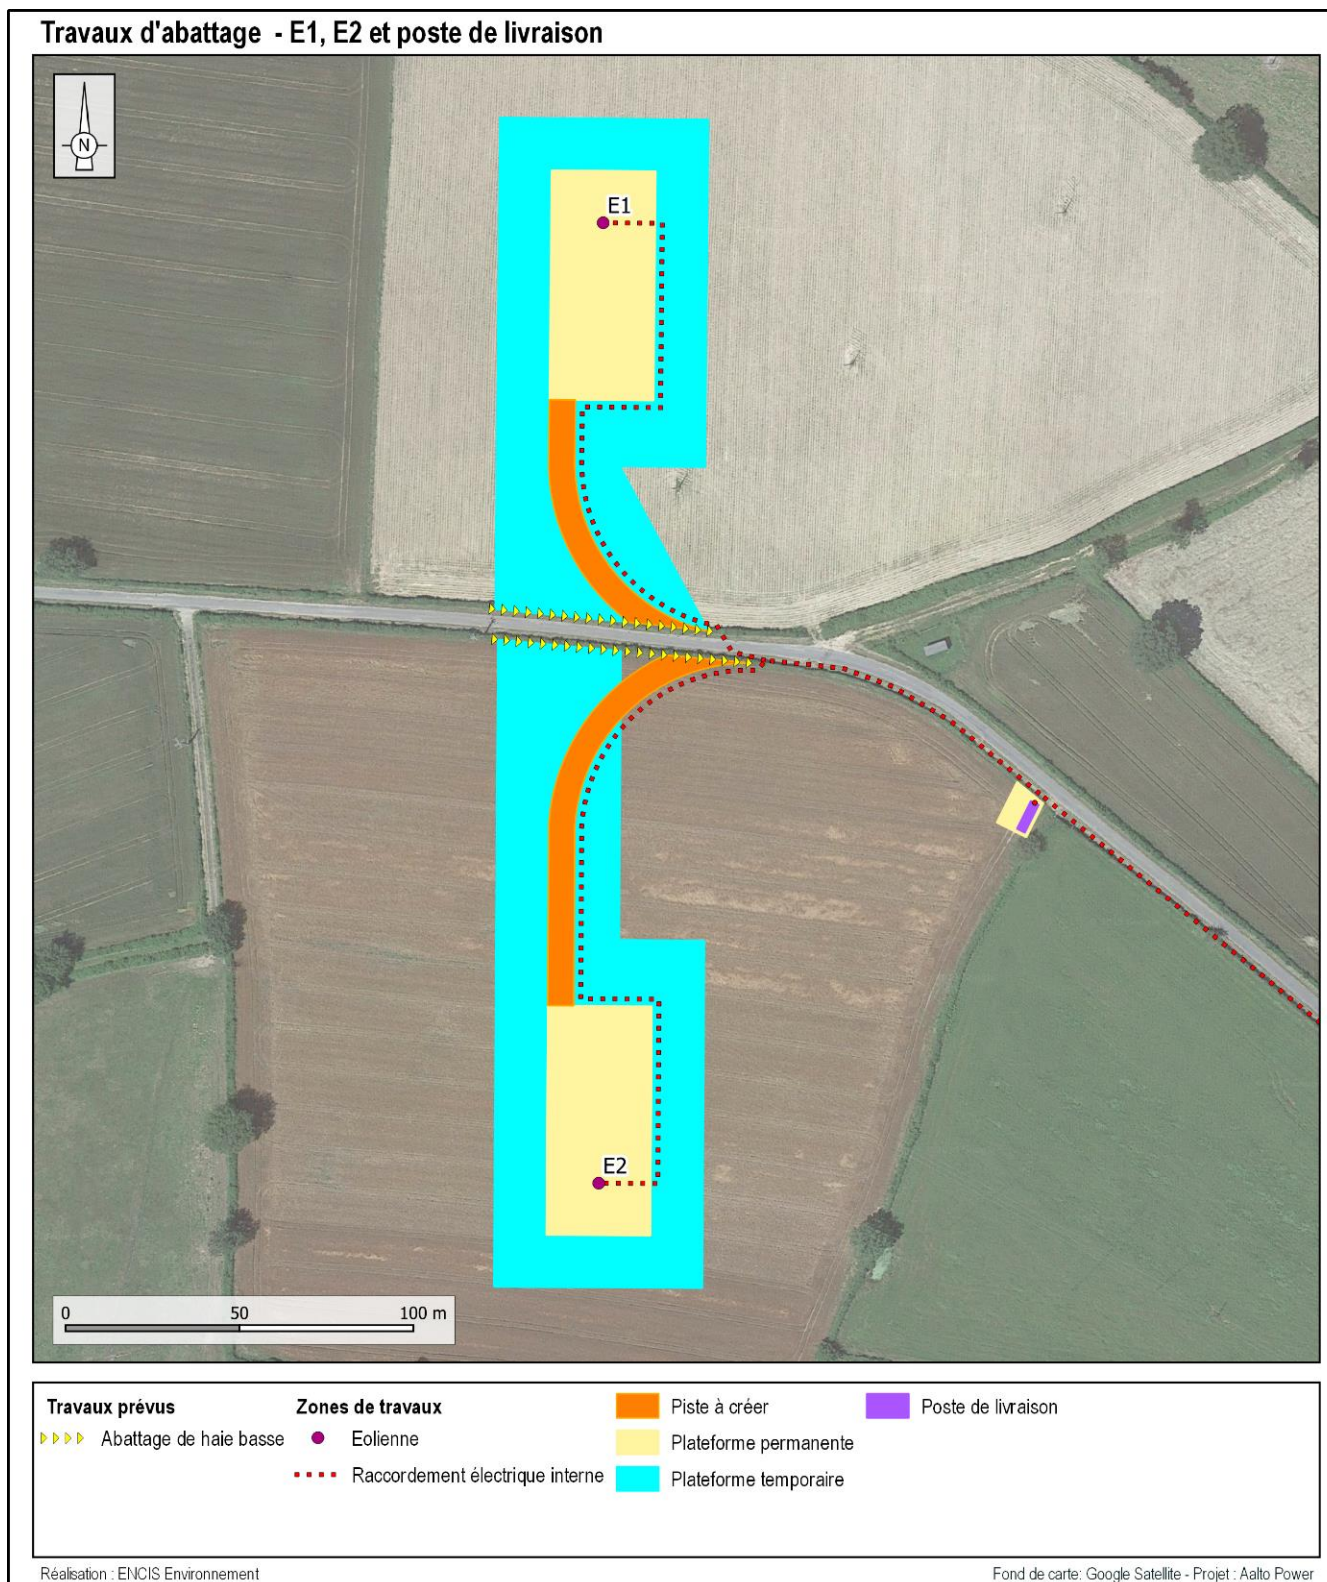 Travaux d'abattage - E1, E2 et poste de livraison
N
E1
E2
0 50 100 m
Travaux prévus
Abattage de haie basse
Zones de travaux
Eolienne
Raccordement électrique interne
Piste à créer
Plateforme permanente
Plateforme temporaire
Poste de livraison
Réalisation : ENCIS Environnement
Fond de carte: Google Satellite - Projet : Aalto Power